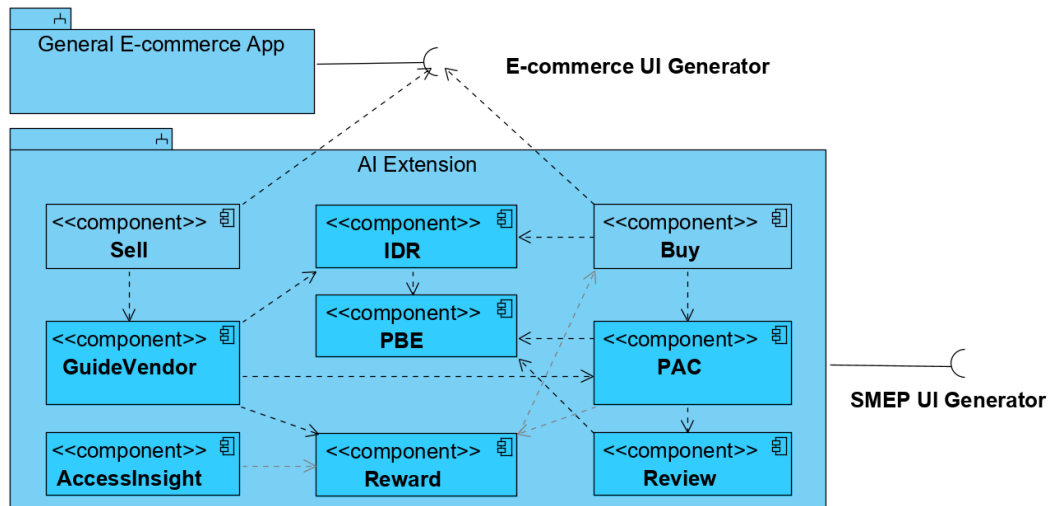 General E-commerce App
E-commerce UI Generator
AI Extension
<<component>>
Sell
<<component>>
IDR
<<component>>
Buy
<<component>>
PBE
<<component>>
GuideVendor
<<component>>
PAC
SMEP UI Generator
<<component>>
AccessInsight
<<component>>
Reward
<<component>>
Review